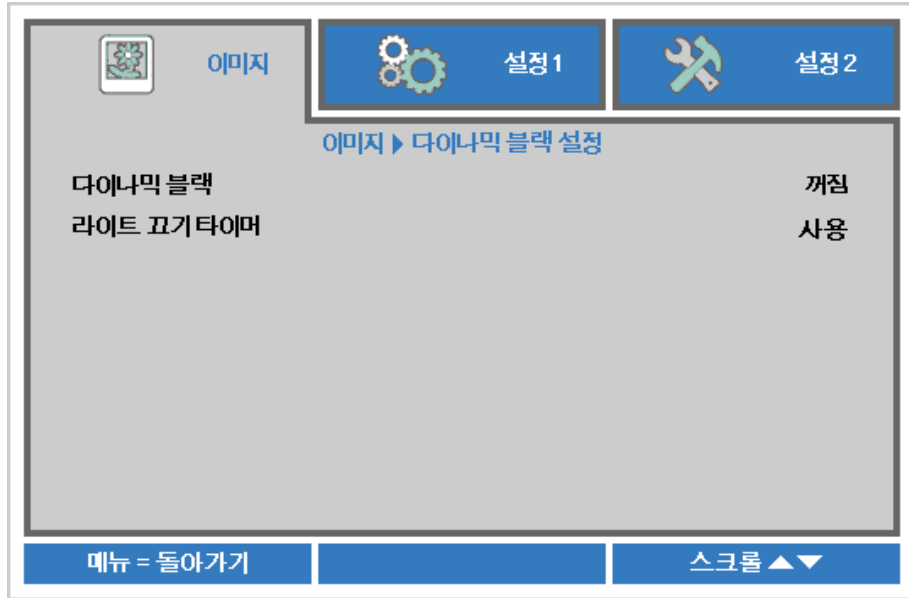 이미지
설정 1
설정 2
이미지 ▶ 다이나믹 블랙 설정
다이나믹 블랙 꺼짐
라이트 끄기 타이머 사용
메뉴 = 돌아가기
스크롤 ▲▼